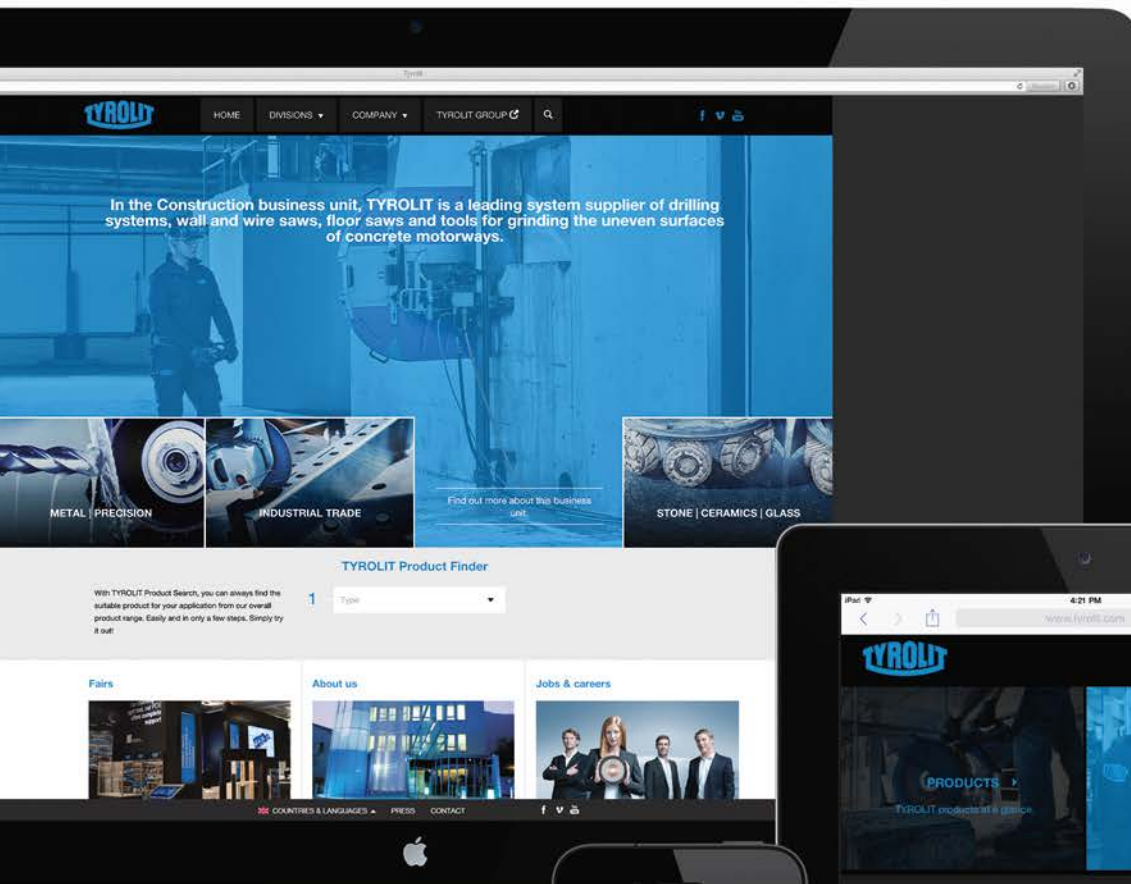 Tyrolit
TYROLIT
HOME
DIVISIONS
COMPANY
TYROLIT GROUP
In the Construction business unit, TYROLIT is a leading system supplier of drilling
systems, wall and wire saws, floor saws and tools for grinding the uneven surfaces
of concrete motorways.
METAL | PRECISION
INDUSTRIAL TRADE
Find out more about this business
unit.
STONE | CERAMICS | GLASS
TYROLIT Product Finder
With TYROLIT Product Search, you can always find the
suitable product for your application from our overall
product range. Easily and in only a few steps. Simply try
it out!
1
Type
Fairs
About us
Jobs & careers
complete
support
COUNTRIES & LANGUAGES
PRESS
CONTACT
iPad
4:21 PM
www.tyrolit.com
TYROLIT
PRODUCTS
TYROLIT products at a glance.